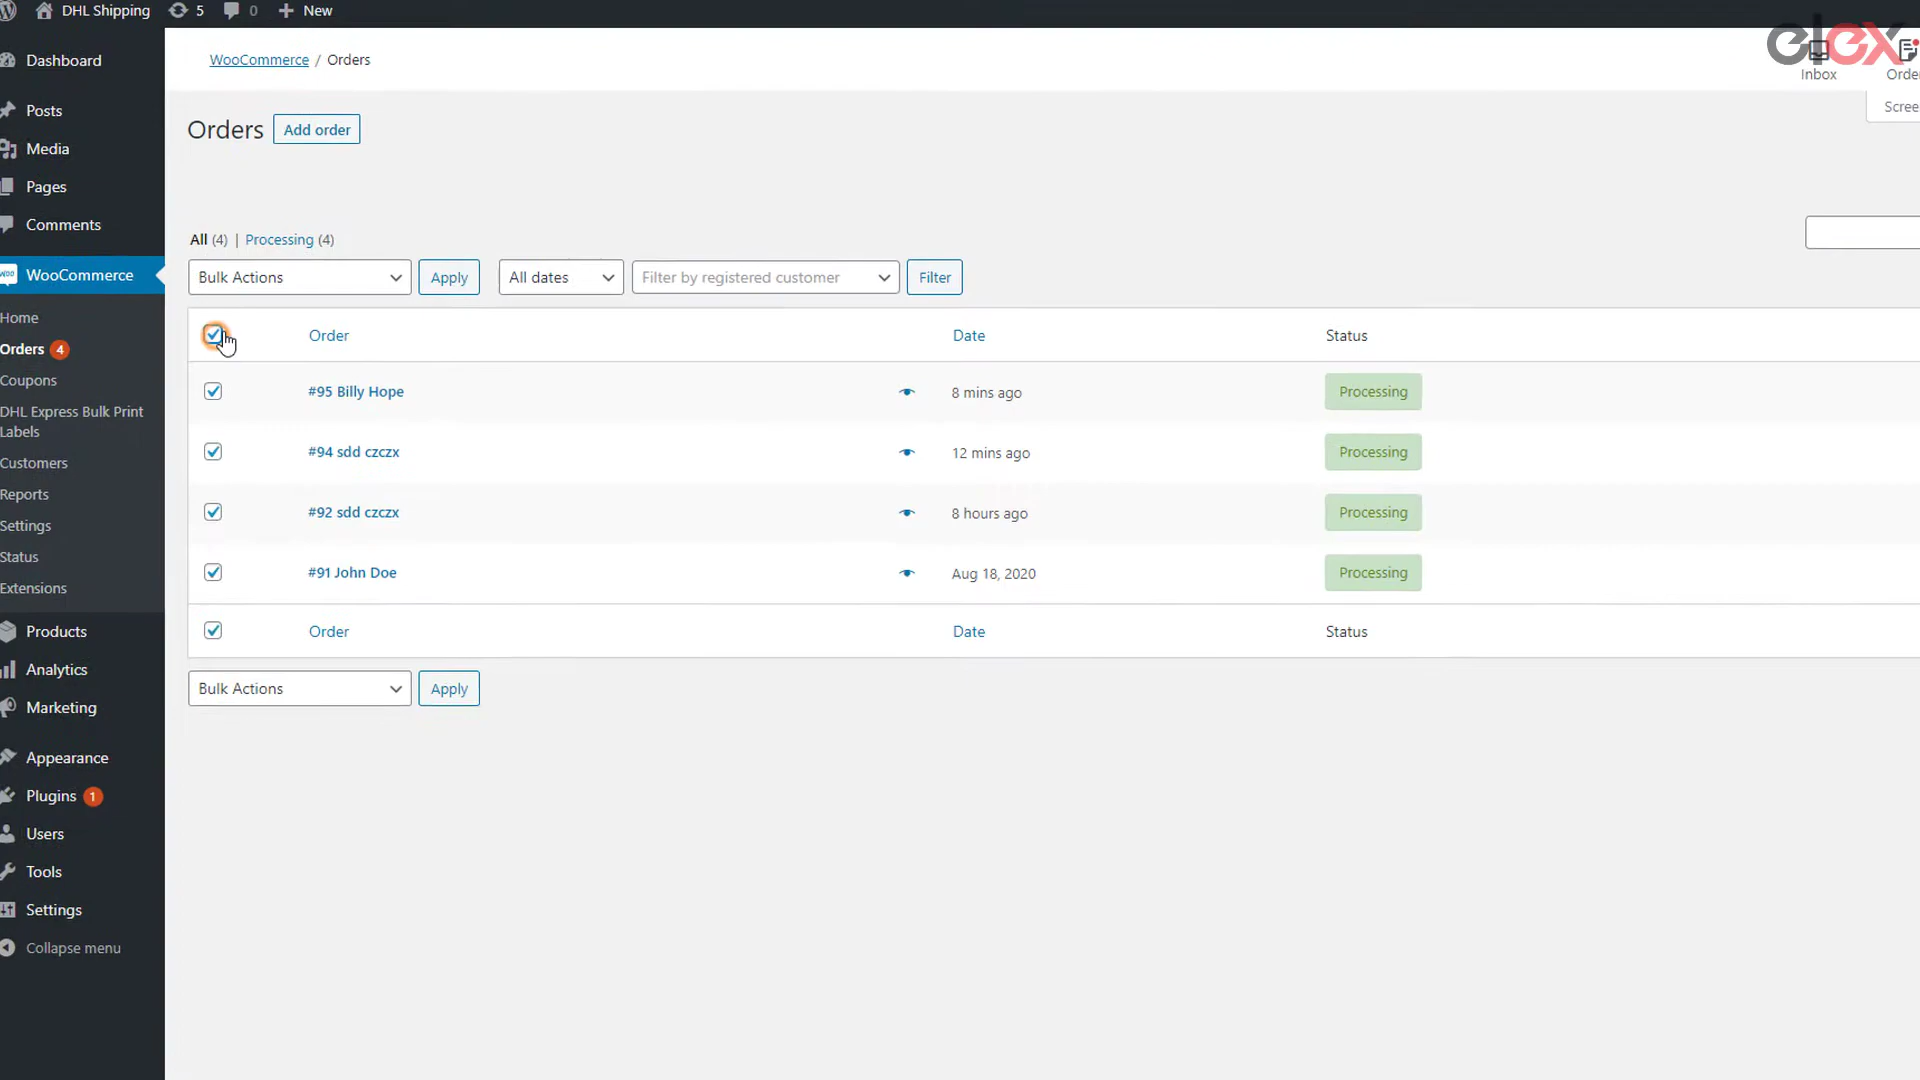 DHL Shipping 5 0 New
elex
Inbox
Dashboard
WooCommerce / Orders
Posts
Orders Add order
Media
Pages
Comments
All (4) | Processing (4)
WooCommerce
Bulk Actions Apply All dates Filter by registered customer Filter
Home
Order Date Status
Orders 4
Coupons
#95 Billy Hope 8 mins ago Processing
DHL Express Bulk Print
Labels
#94 sdd czczx 12 mins ago Processing
Customers
Reports
#92 sdd czczx 8 hours ago Processing
Settings
Status
#91 John Doe Aug 18, 2020 Processing
Extensions
Products
Order Date Status
Analytics
Bulk Actions Apply
Marketing
Appearance
Plugins 1
Users
Tools
Settings
Collapse menu